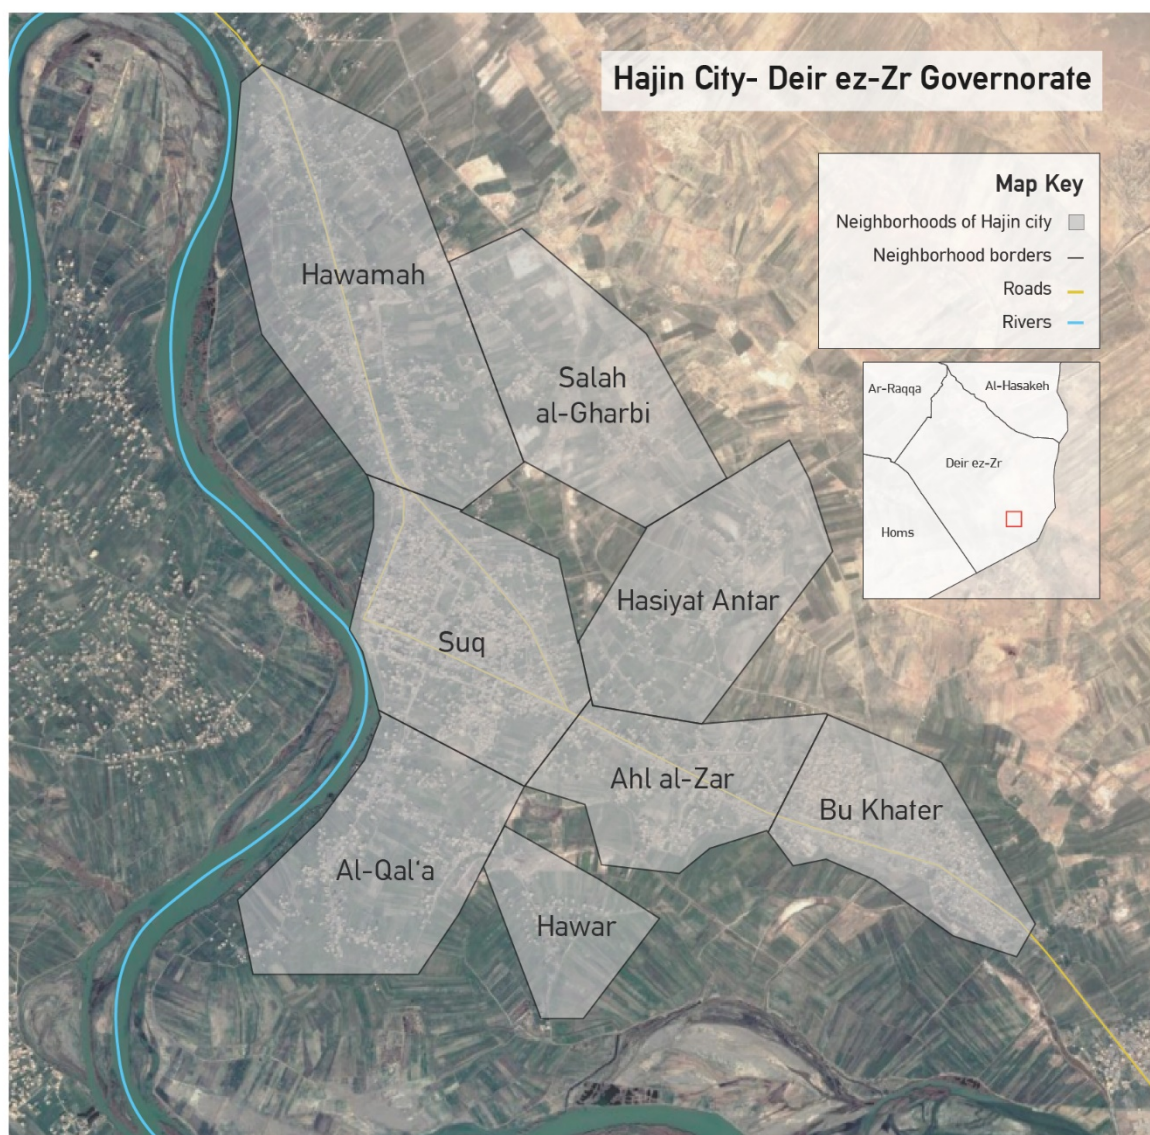 Hajin City- Deir ez-Zr Governorate
Map Key
Neighborhoods of Hajin city
Neighborhood borders
Roads
Rivers
Ar-Raqqa
Al-Hasakeh
Deir ez-Zr
Homs
Hawamah
Salah
al-Gharbi
Hasiyat Antar
Suq
Ahl al-Zar
Bu Khater
Al-Qal'a
Hawar